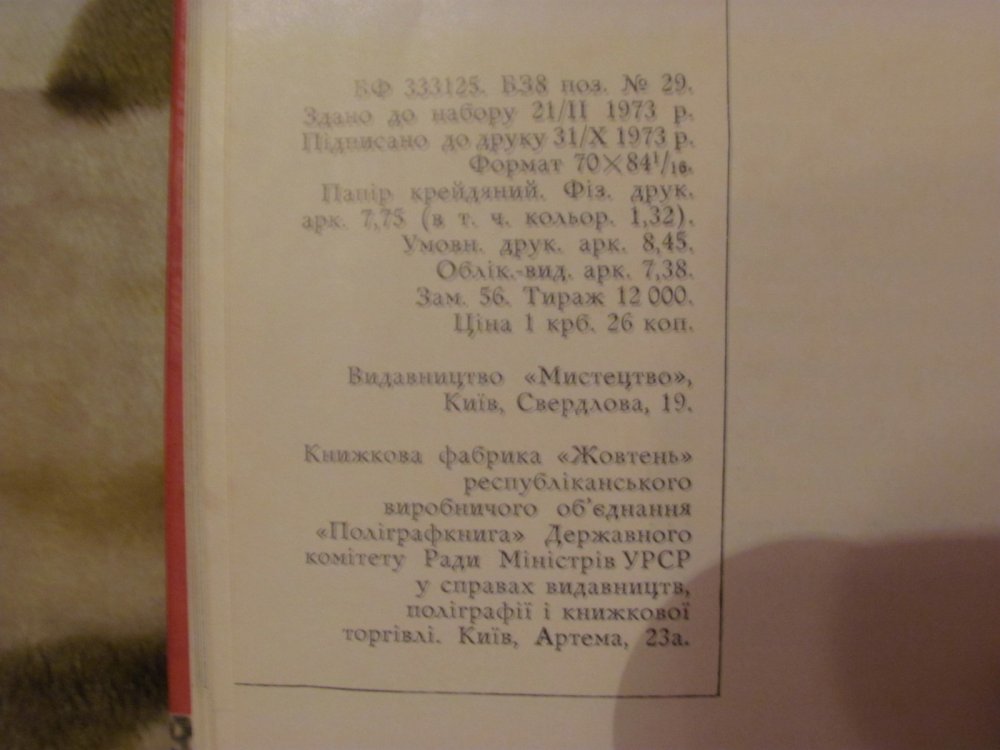 БФ 333125. БЗ8 поз. № 29.
Здано до набору 21/II 1973 р.
Підписано до друку 31/X 1973 р.
Формат 70×84¹/₁₆.
Папір крейдяний. Фіз. друк.
арк. 7,75 (в т. ч. кольор. 1,32).
Умовн. друк. арк. 8,45.
Облік.-вид. арк. 7,38.
Зам. 56. Тираж 12 000.
Ціна 1 крб. 26 коп.
Видавництво «Мистецтво»,
Київ, Свердлова, 19.
Книжкова фабрика «Жовтень»
республіканського
виробничого об'єднання
«Поліграфкнига» Державного
комітету Ради Міністрів УРСР
у справах видавництв,
поліграфії і книжкової
торгівлі. Київ, Артема, 23а.